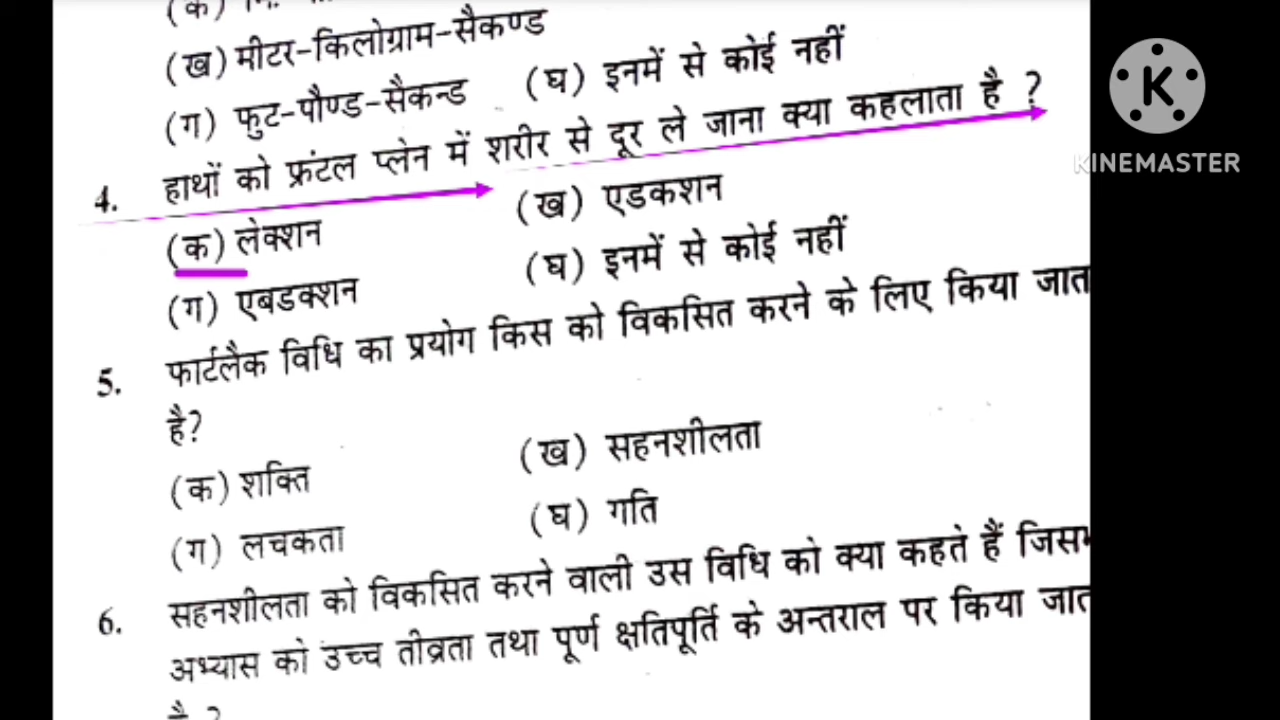 (क)
(ख) मीटर-किलोग्राम-सैकण्ड
(ग) फुट-पौण्ड-सैकन्ड (घ) इनमें से कोई नहीं
4. हाथों को फ्रंटल प्लेन में शरीर से दूर ले जाना क्या कहलाता है ?
(क) लेक्शन (ख) एडकशन
(ग) एबडक्शन (घ) इनमें से कोई नहीं
5. फार्टलैक विधि का प्रयोग किस को विकसित करने के लिए किया जात
है?
(क) शक्ति (ख) सहनशीलता
(ग) लचकता (घ) गति
6. सहनशीलता को विकसित करने वाली उस विधि को क्या कहते हैं
अभ्यास को उच्च तीव्रता तथा पूर्ण क्षतिपूर्ति के अन्तराल पर किया जात
है ?
K
KINEMASTER